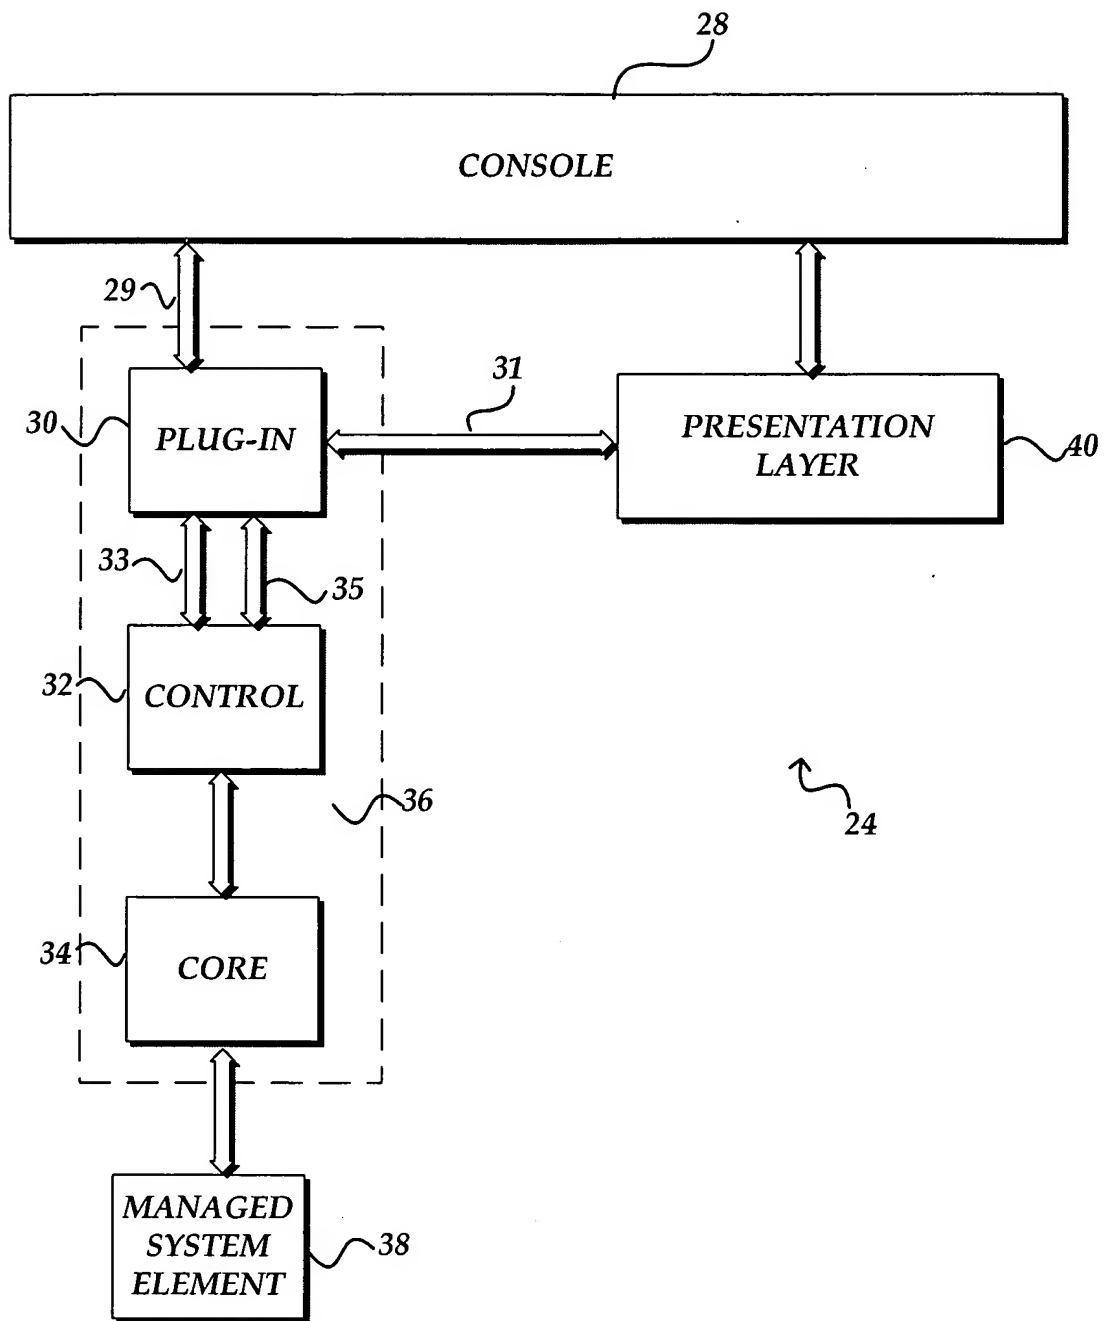 28
CONSOLE
29
31
30
PLUG-IN
PRESENTATION
LAYER
40
33
35
32
CONTROL
36
24
34
CORE
MANAGED
SYSTEM
ELEMENT
38